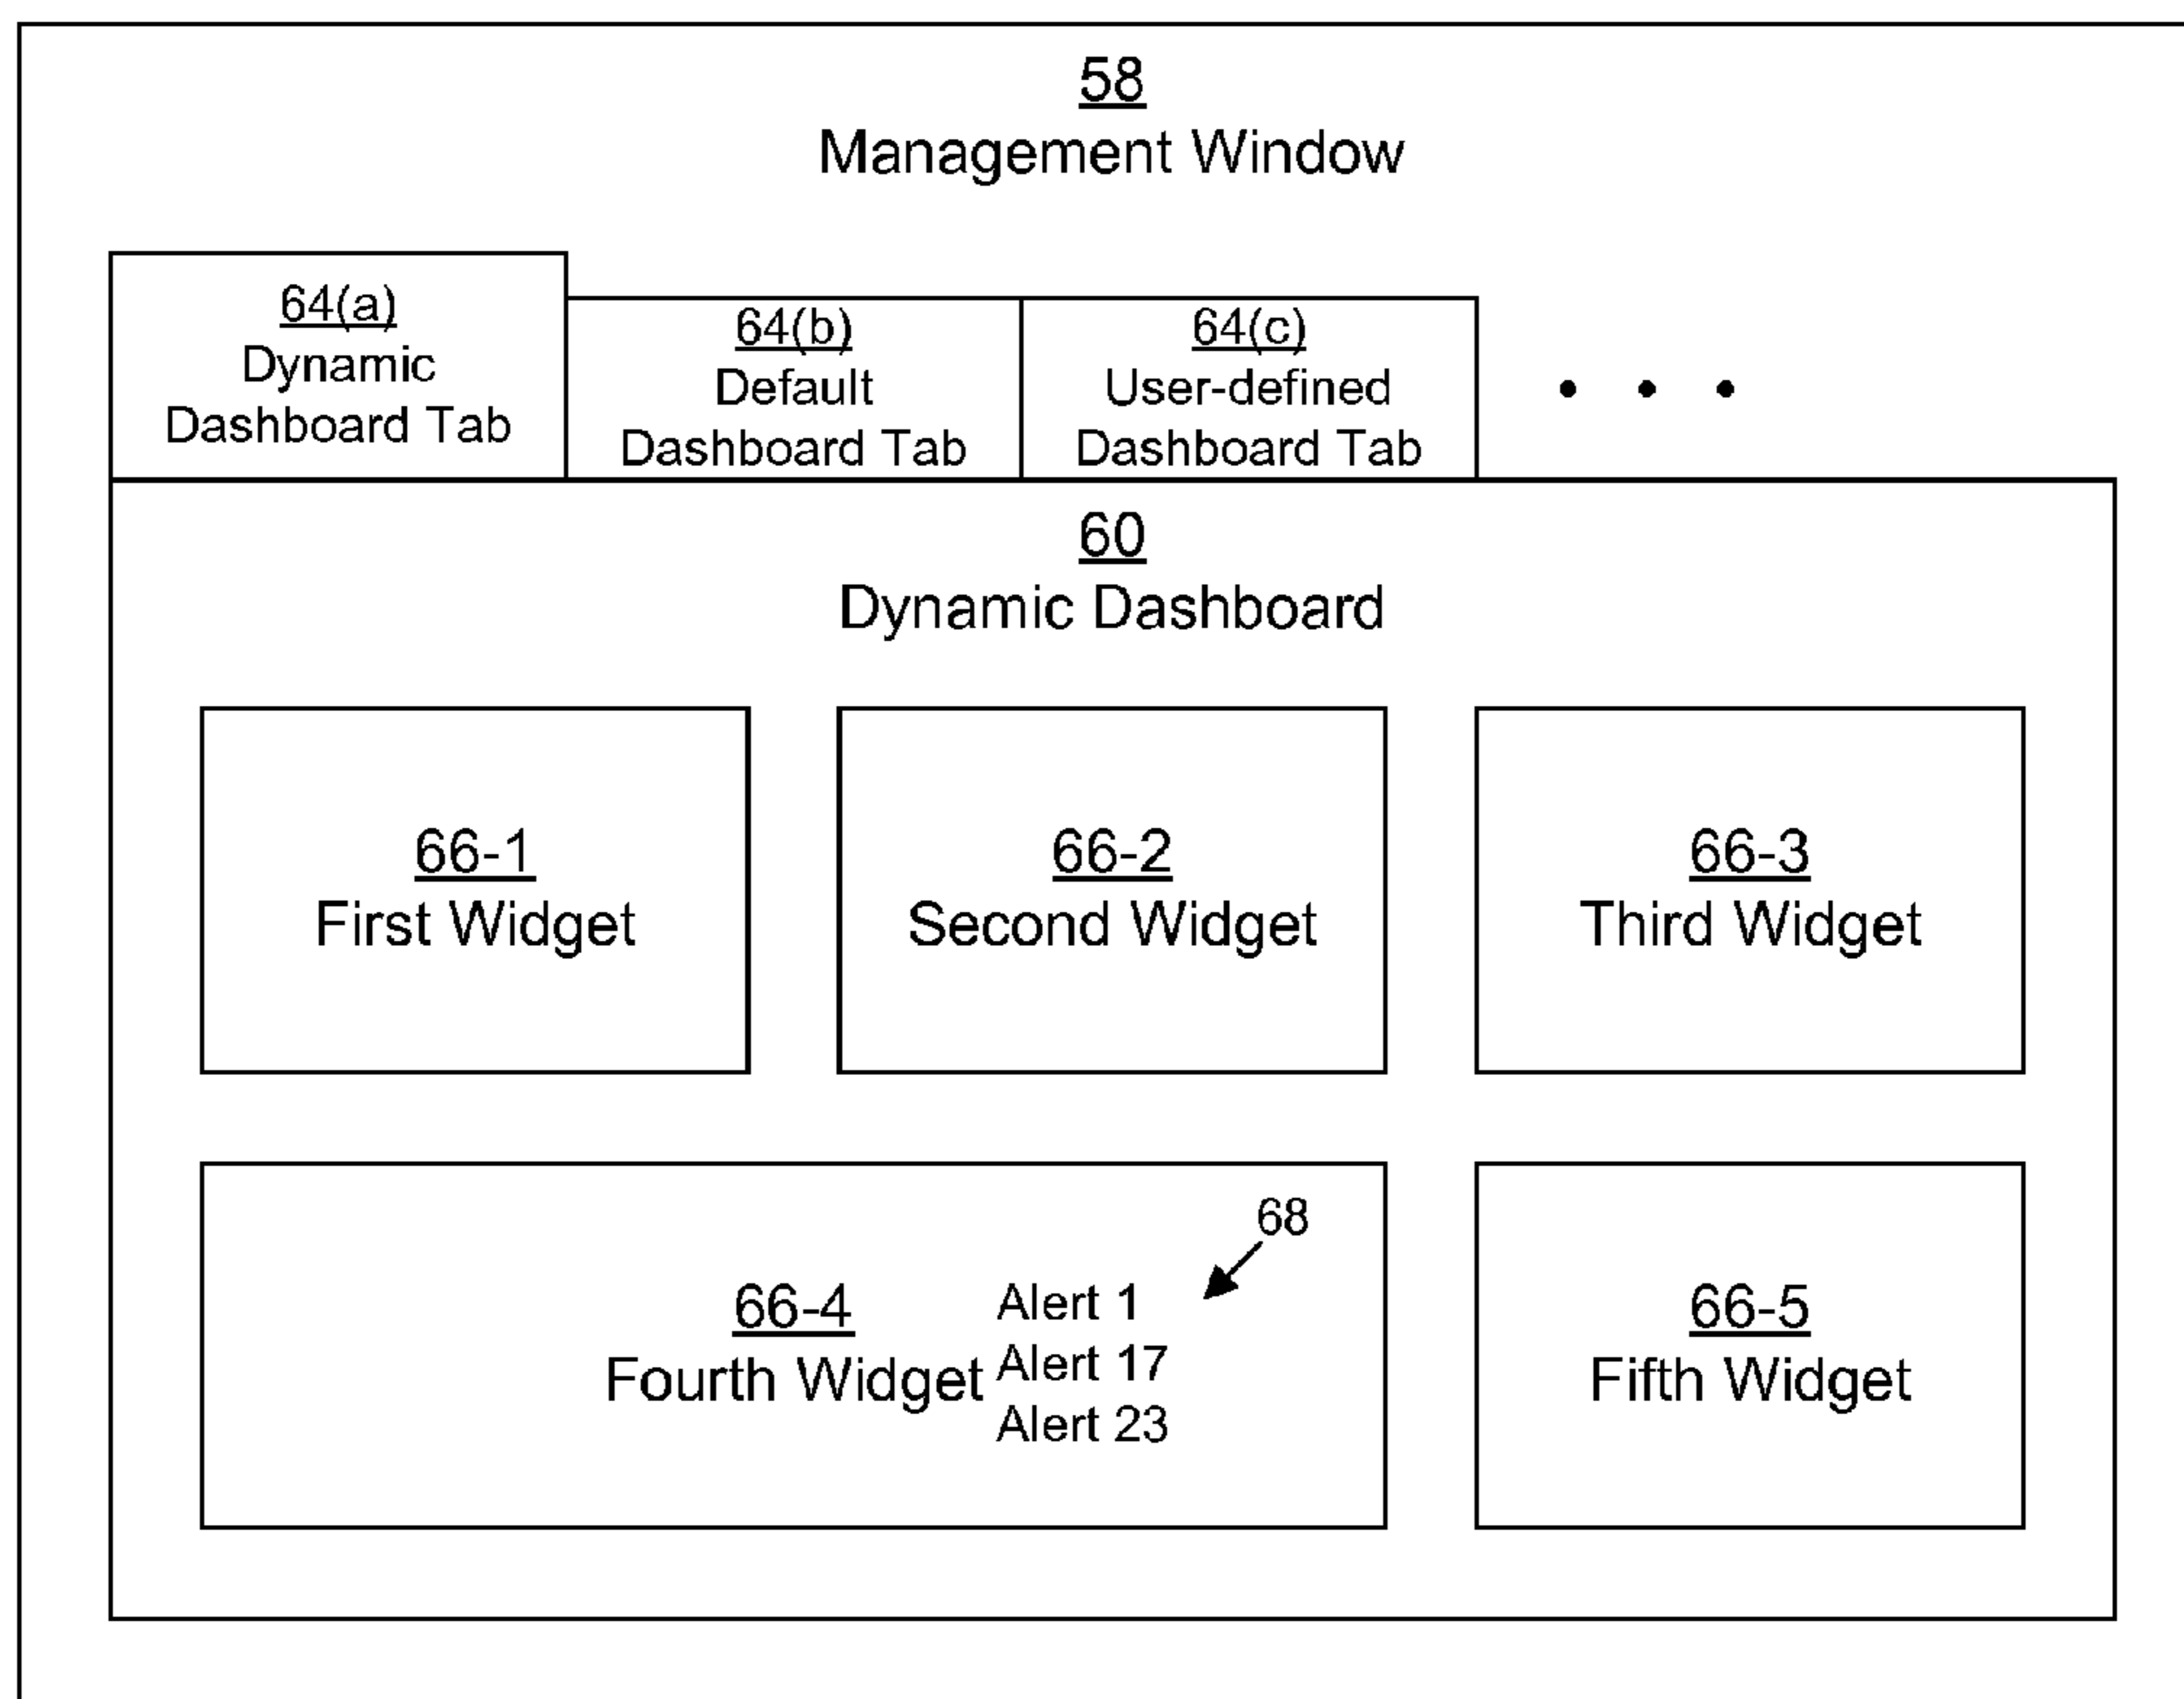 58
Management Window
64(a)
Dynamic
Dashboard Tab
64(b)
Default
Dashboard Tab
64(c)
User-defined
Dashboard Tab
60
Dynamic Dashboard
66-1
First Widget
66-2
Second Widget
66-3
Third Widget
66-4
Fourth Widget
68
Alert 1
Alert 17
Alert 23
66-5
Fifth Widget